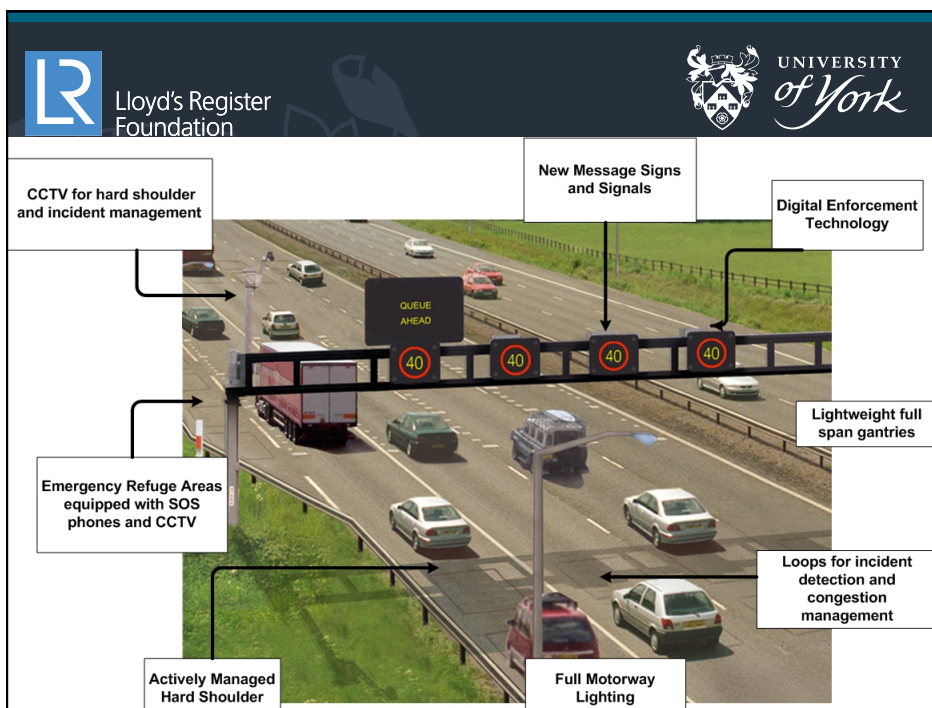 Lloyd's Register
Foundation
UNIVERSITY
of York
CCTV for hard shoulder
and incident management
New Message Signs
and Signals
Digital Enforcement
Technology
QUEUE
AHEAD
40
40
40
40
Lightweight full
span gantries
Emergency Refuge Areas
equipped with SOS
phones and CCTV
Loops for incident
detection and
congestion
management
Actively Managed
Hard Shoulder
Full Motorway
Lighting